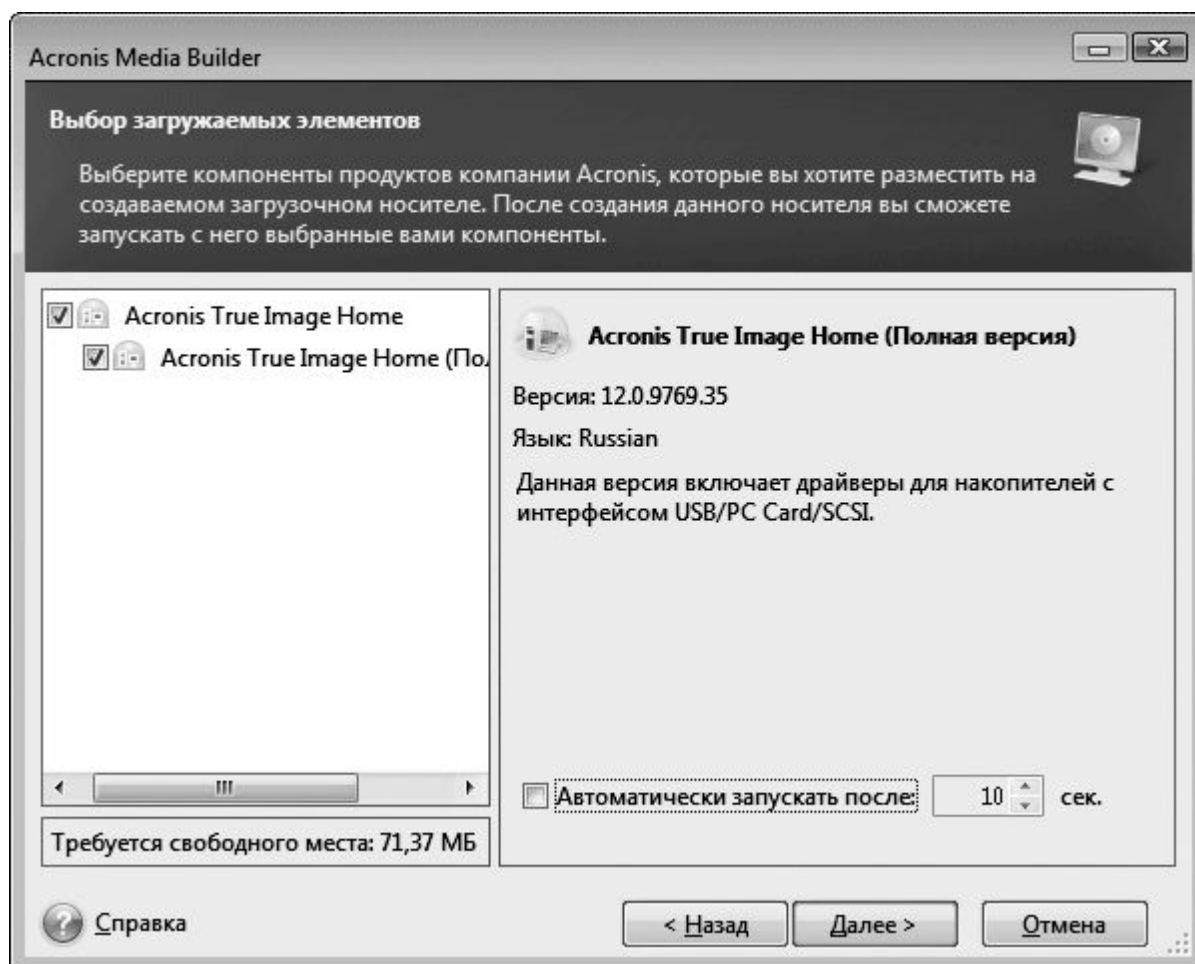 Acronis Media Builder
Выбор загружаемых элементов
Выберите компоненты продуктов компании Acronis, которые вы хотите разместить на
создаваемом загрузочном носителе. После создания данного носителя вы сможете
запускать с него выбранные вами компоненты.
Acronis True Image Home
Acronis True Image Home (Пол
Требуется свободного места: 71,37 МБ
Acronis True Image Home (Полная версия)
Версия: 12.0.9769.35
Язык: Russian
Данная версия включает драйверы для накопителей с
интерфейсом USB/PC Card/SCSI.
Автоматически запускать после: 10 сек.
Справка
< Назад
Далее >
Отмена